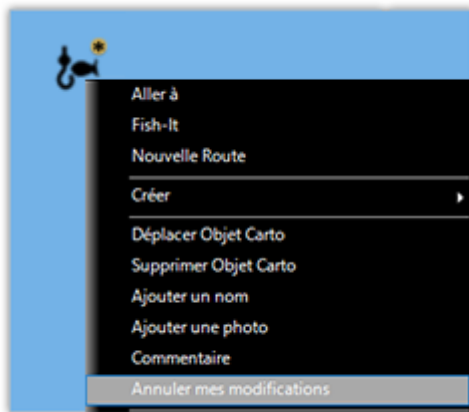 Aller à
Fish-It
Nouvelle Route
Créer
Déplacer Objet Carto
Supprimer Objet Carto
Ajouter un nom
Ajouter une photo
Commentaire
Annuler mes modifications